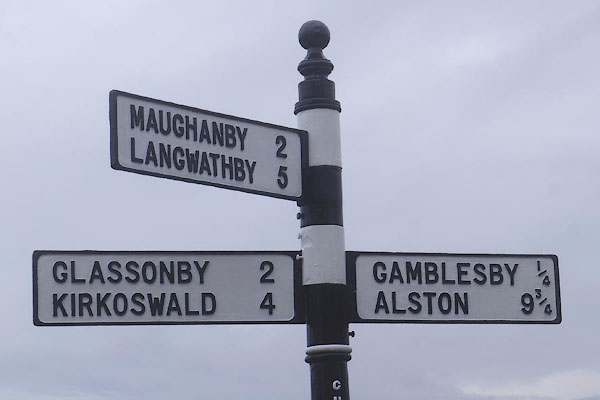 MAUGHANBY 2
LANGWATHBY 5
GLASSONBY 2
KIRKOSWALD 4
GAMBLESBY 1/4
ALSTON 9 3/4